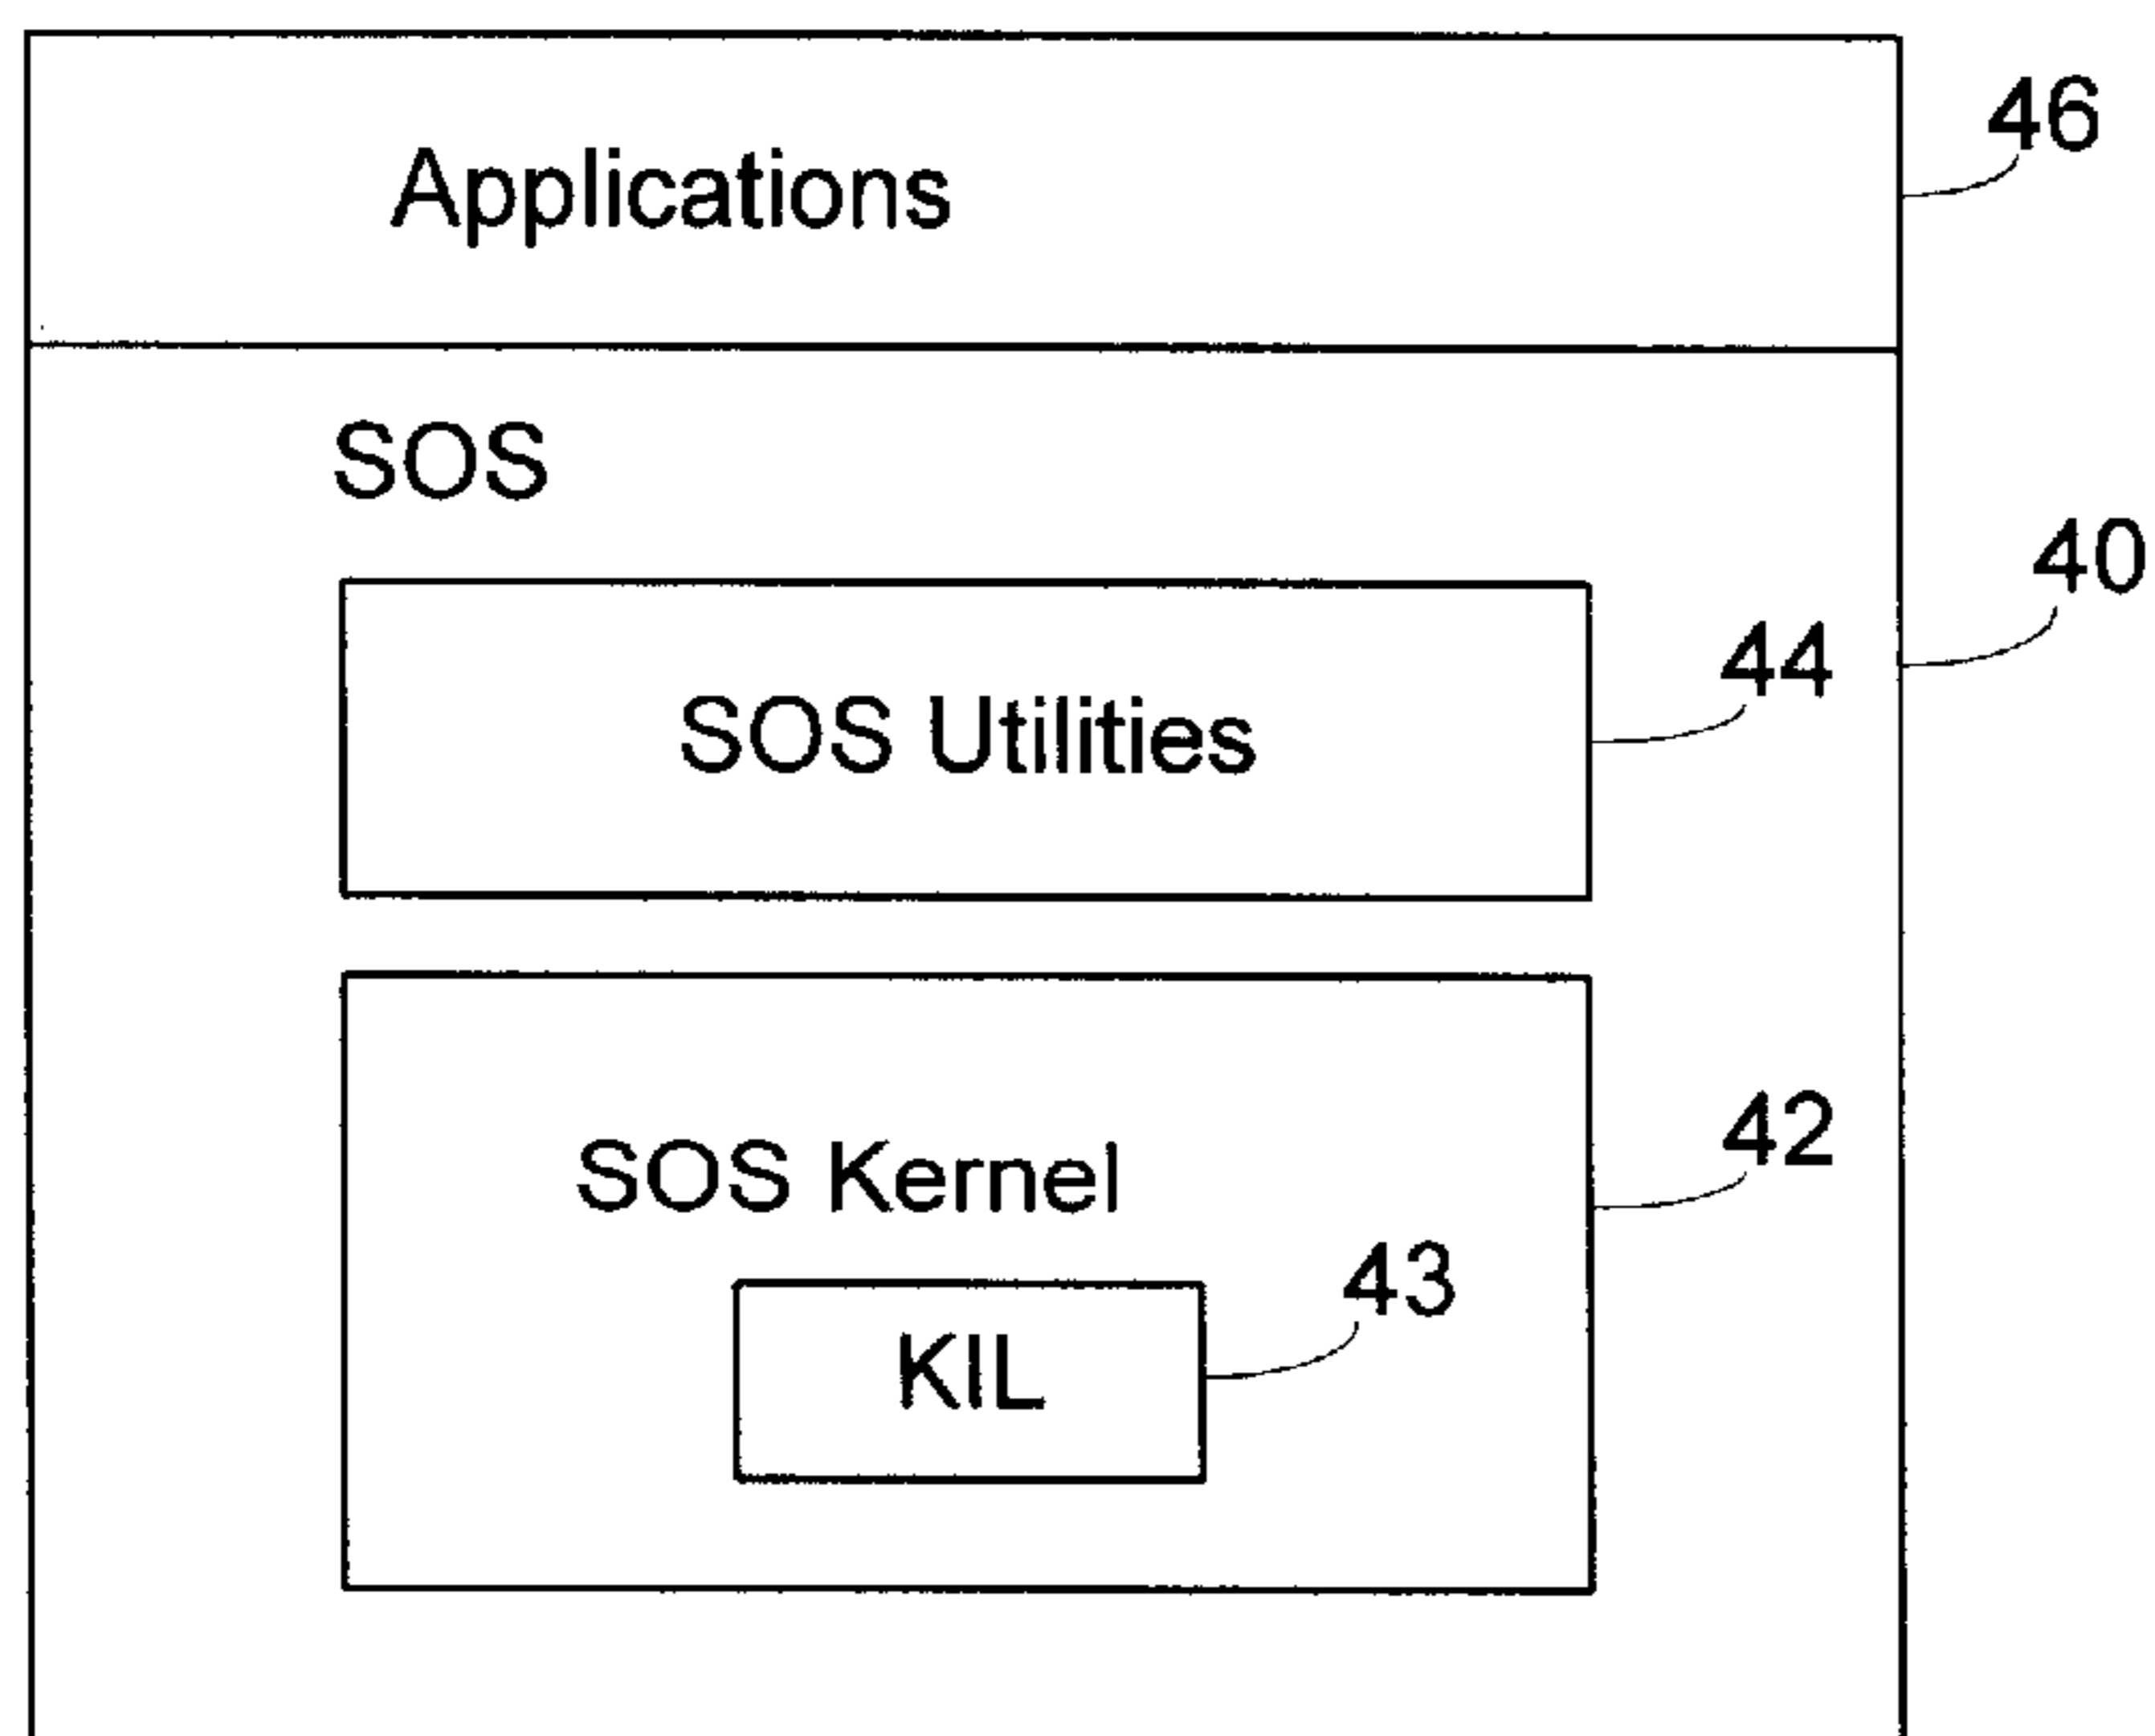 Applications
46
SOS
40
SOS Utilities
44
SOS Kernel
42
KIL
43